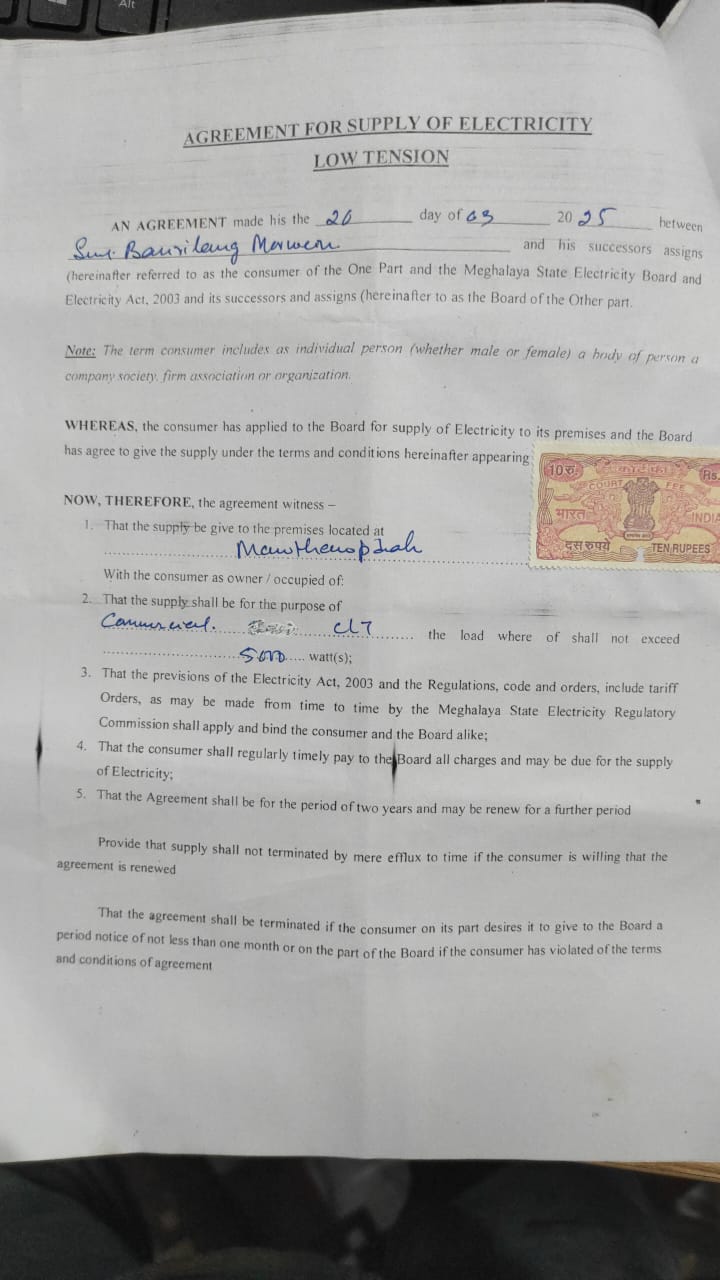 Alt
AGREEMENT FOR SUPPLY OF ELECTRICITY
LOW TENSION
AN AGREEMENT made his the 20 day of 03 2025 between
Smt. Bansilang Marwein and his successors assigns
(hereinafter referred to as the consumer of the One Part and the Meghalaya State Electricity Board and
Electricity Act, 2003 and its successors and assigns (hereinafter to as the Board of the Other part.
Note: The term consumer includes as individual person (whether male or female) a body of person a
company society, firm association or organization.
WHEREAS, the consumer has applied to the Board for supply of Electricity to its premises and the Board
has agree to give the supply under the terms and conditions hereinafter appearing
NOW, THEREFORE, the agreement witness –
1. That the supply be give to the premises located at
With the consumer as owner / occupied of:
2. That the supply shall be for the purpose of
Commercial. CLT the load where of shall not exceed
5000 watt(s);
3. That the previsions of the Electricity Act, 2003 and the Regulations, code and orders, include tariff
Orders, as may be made from time to time by the Meghalaya State Electricity Regulatory
Commission shall apply and bind the consumer and the Board alike;
4. That the consumer shall regularly timely pay to the Board all charges and may be due for the supply
of Electricity;
5. That the Agreement shall be for the period of two years and may be renew for a further period
Provide that supply shall not terminated by mere efflux to time if the consumer is willing that the
agreement is renewed
That the agreement shall be terminated if the consumer on its part desires it to give to the Board a
period notice of not less than one month or on the part of the Board if the consumer has violated of the terms
and conditions of agreement
10रु. कोर्ट फीस Rs.
COURT FEE
भारत INDIA
दस रुपये TEN RUPEES